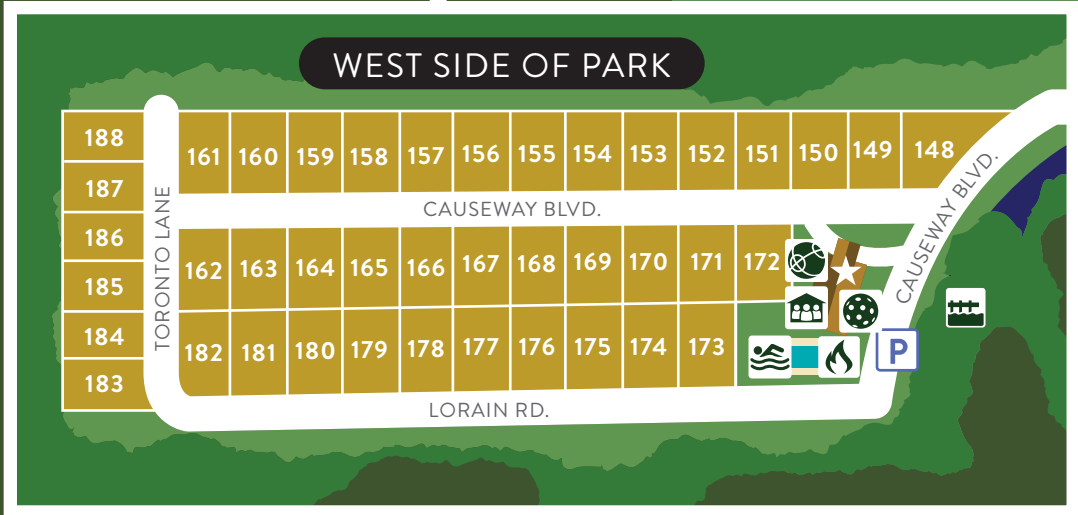 WEST SIDE OF PARK
188
187
186
185
184
183
TORONTO LANE
161 160 159 158 157 156 155 154 153 152 151 150 149 148
CAUSEWAY BLVD.
CAUSEWAY BLVD.
162 163 164 165 166 167 168 169 170 171 172
182 181 180 179 178 177 176 175 174 173
P
LORAIN RD.